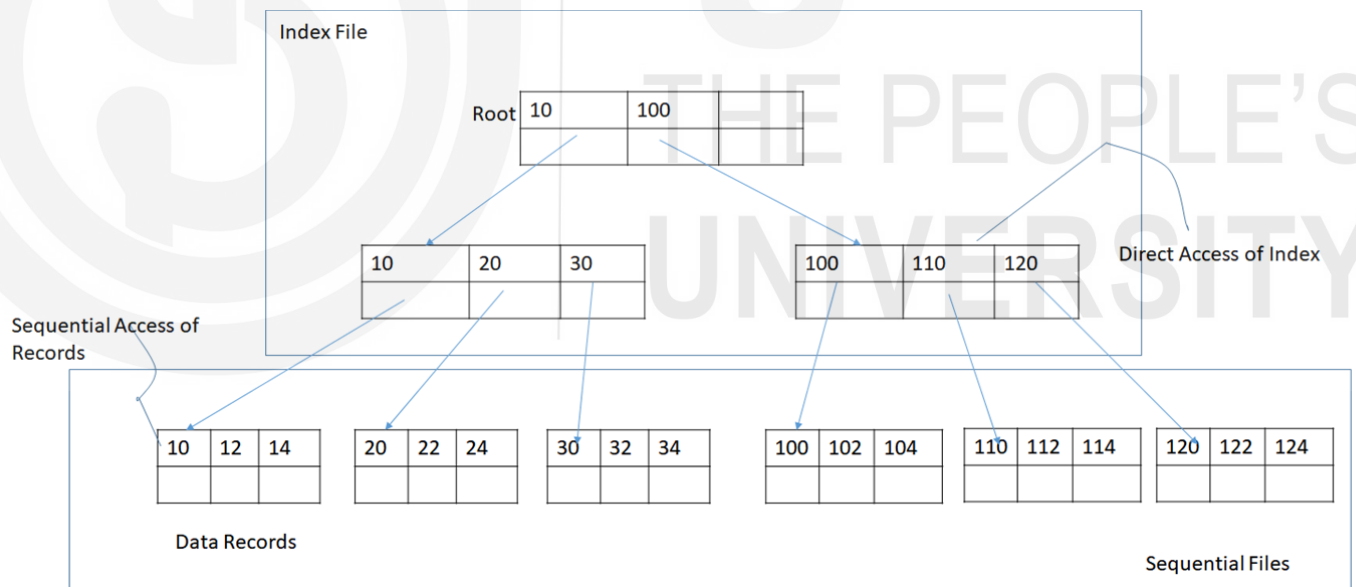 Index File
THE PEOPLE'S
UNIVERSITY
Root 10 100
10 20 30
100 110 120
Direct Access of Index
Sequential Access of
Records
10 12 14
20 22 24
30 32 34
100 102 104
110 112 114
120 122 124
Data Records
Sequential Files